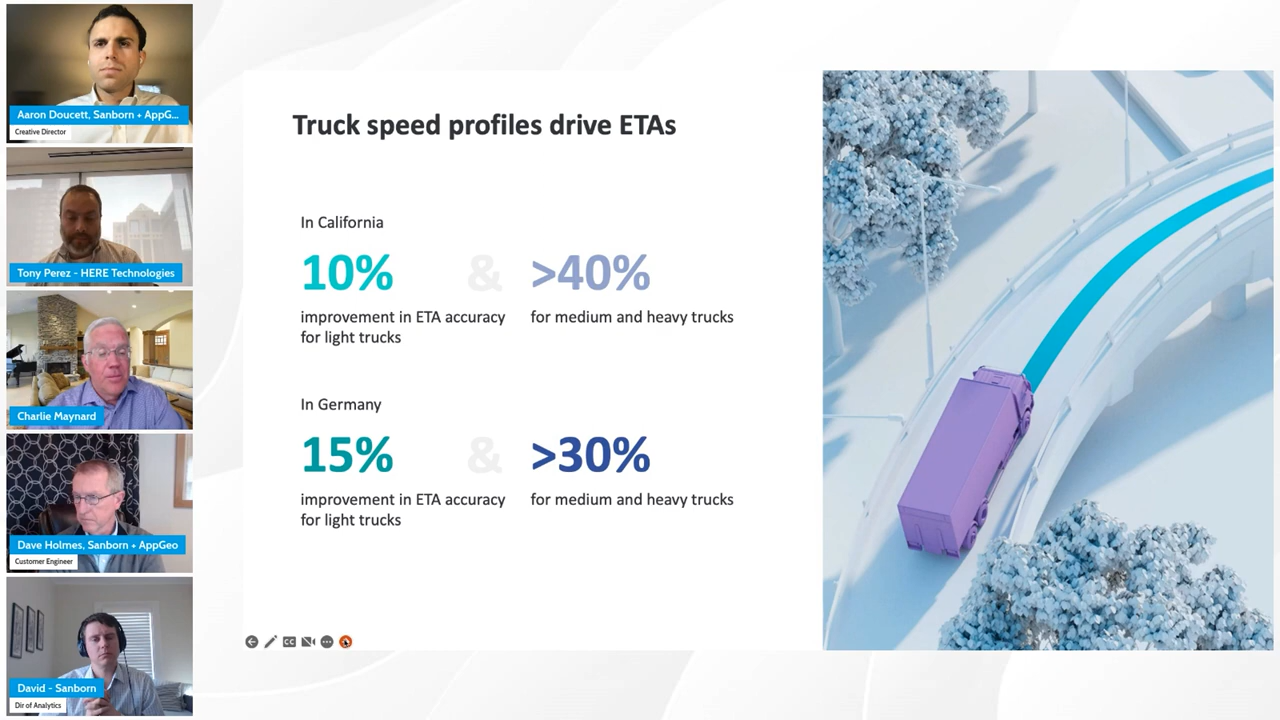 Aaron Doucett, Sanborn + AppG...
Creative Director
Tony Perez - HERE Technologies
Charlie Maynard
Dave Holmes, Sanborn + AppGeo
Customer Engineer
David - Sanborn
Dir of Analytics
Truck speed profiles drive ETAs
In California
10% & >40%
improvement in ETA accuracy for medium and heavy trucks
for light trucks
In Germany
15% & >30%
improvement in ETA accuracy for medium and heavy trucks
for light trucks
CC